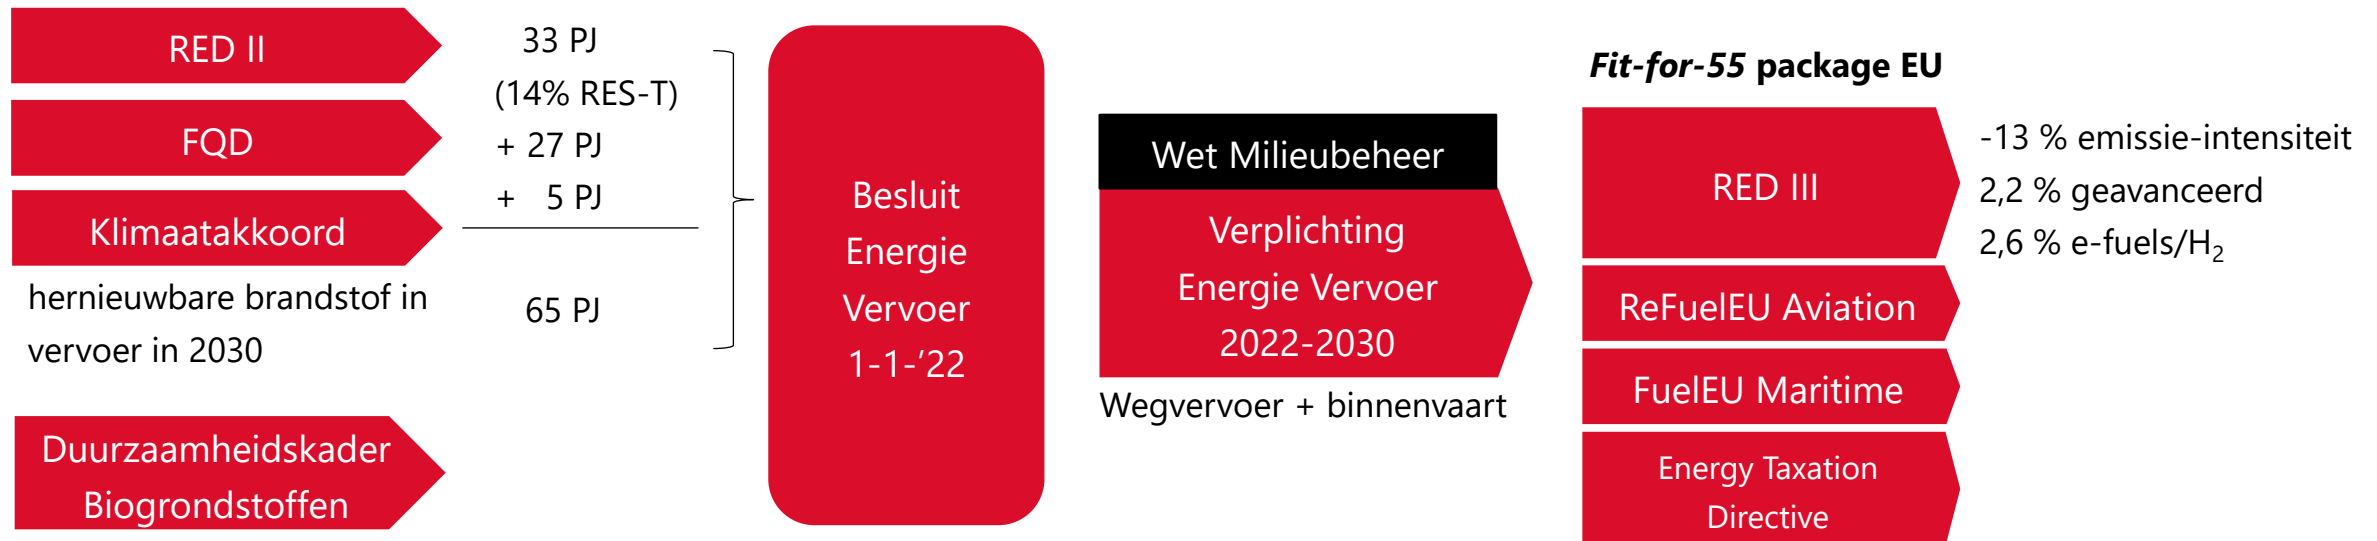 RED II
FQD
Klimaatakkoord
hernieuwbare brandstof in
vervoer in 2030
Duurzaamheidskader
Biogrondstoffen
33 PJ
(14% RES-T)
+ 27 PJ
+ 5 PJ
65 PJ
Besluit
Energie
Vervoer
1-1-’22
Wet Milieubeheer
Verplichting
Energie Vervoer
2022-2030
Wegvervoer + binnenvaart
Fit-for-55 package EU
RED III
-13 % emissie-intensiteit
2,2 % geavanceerd
2,6 % e-fuels/H₂
ReFuelEU Aviation
FuelEU Maritime
Energy Taxation
Directive